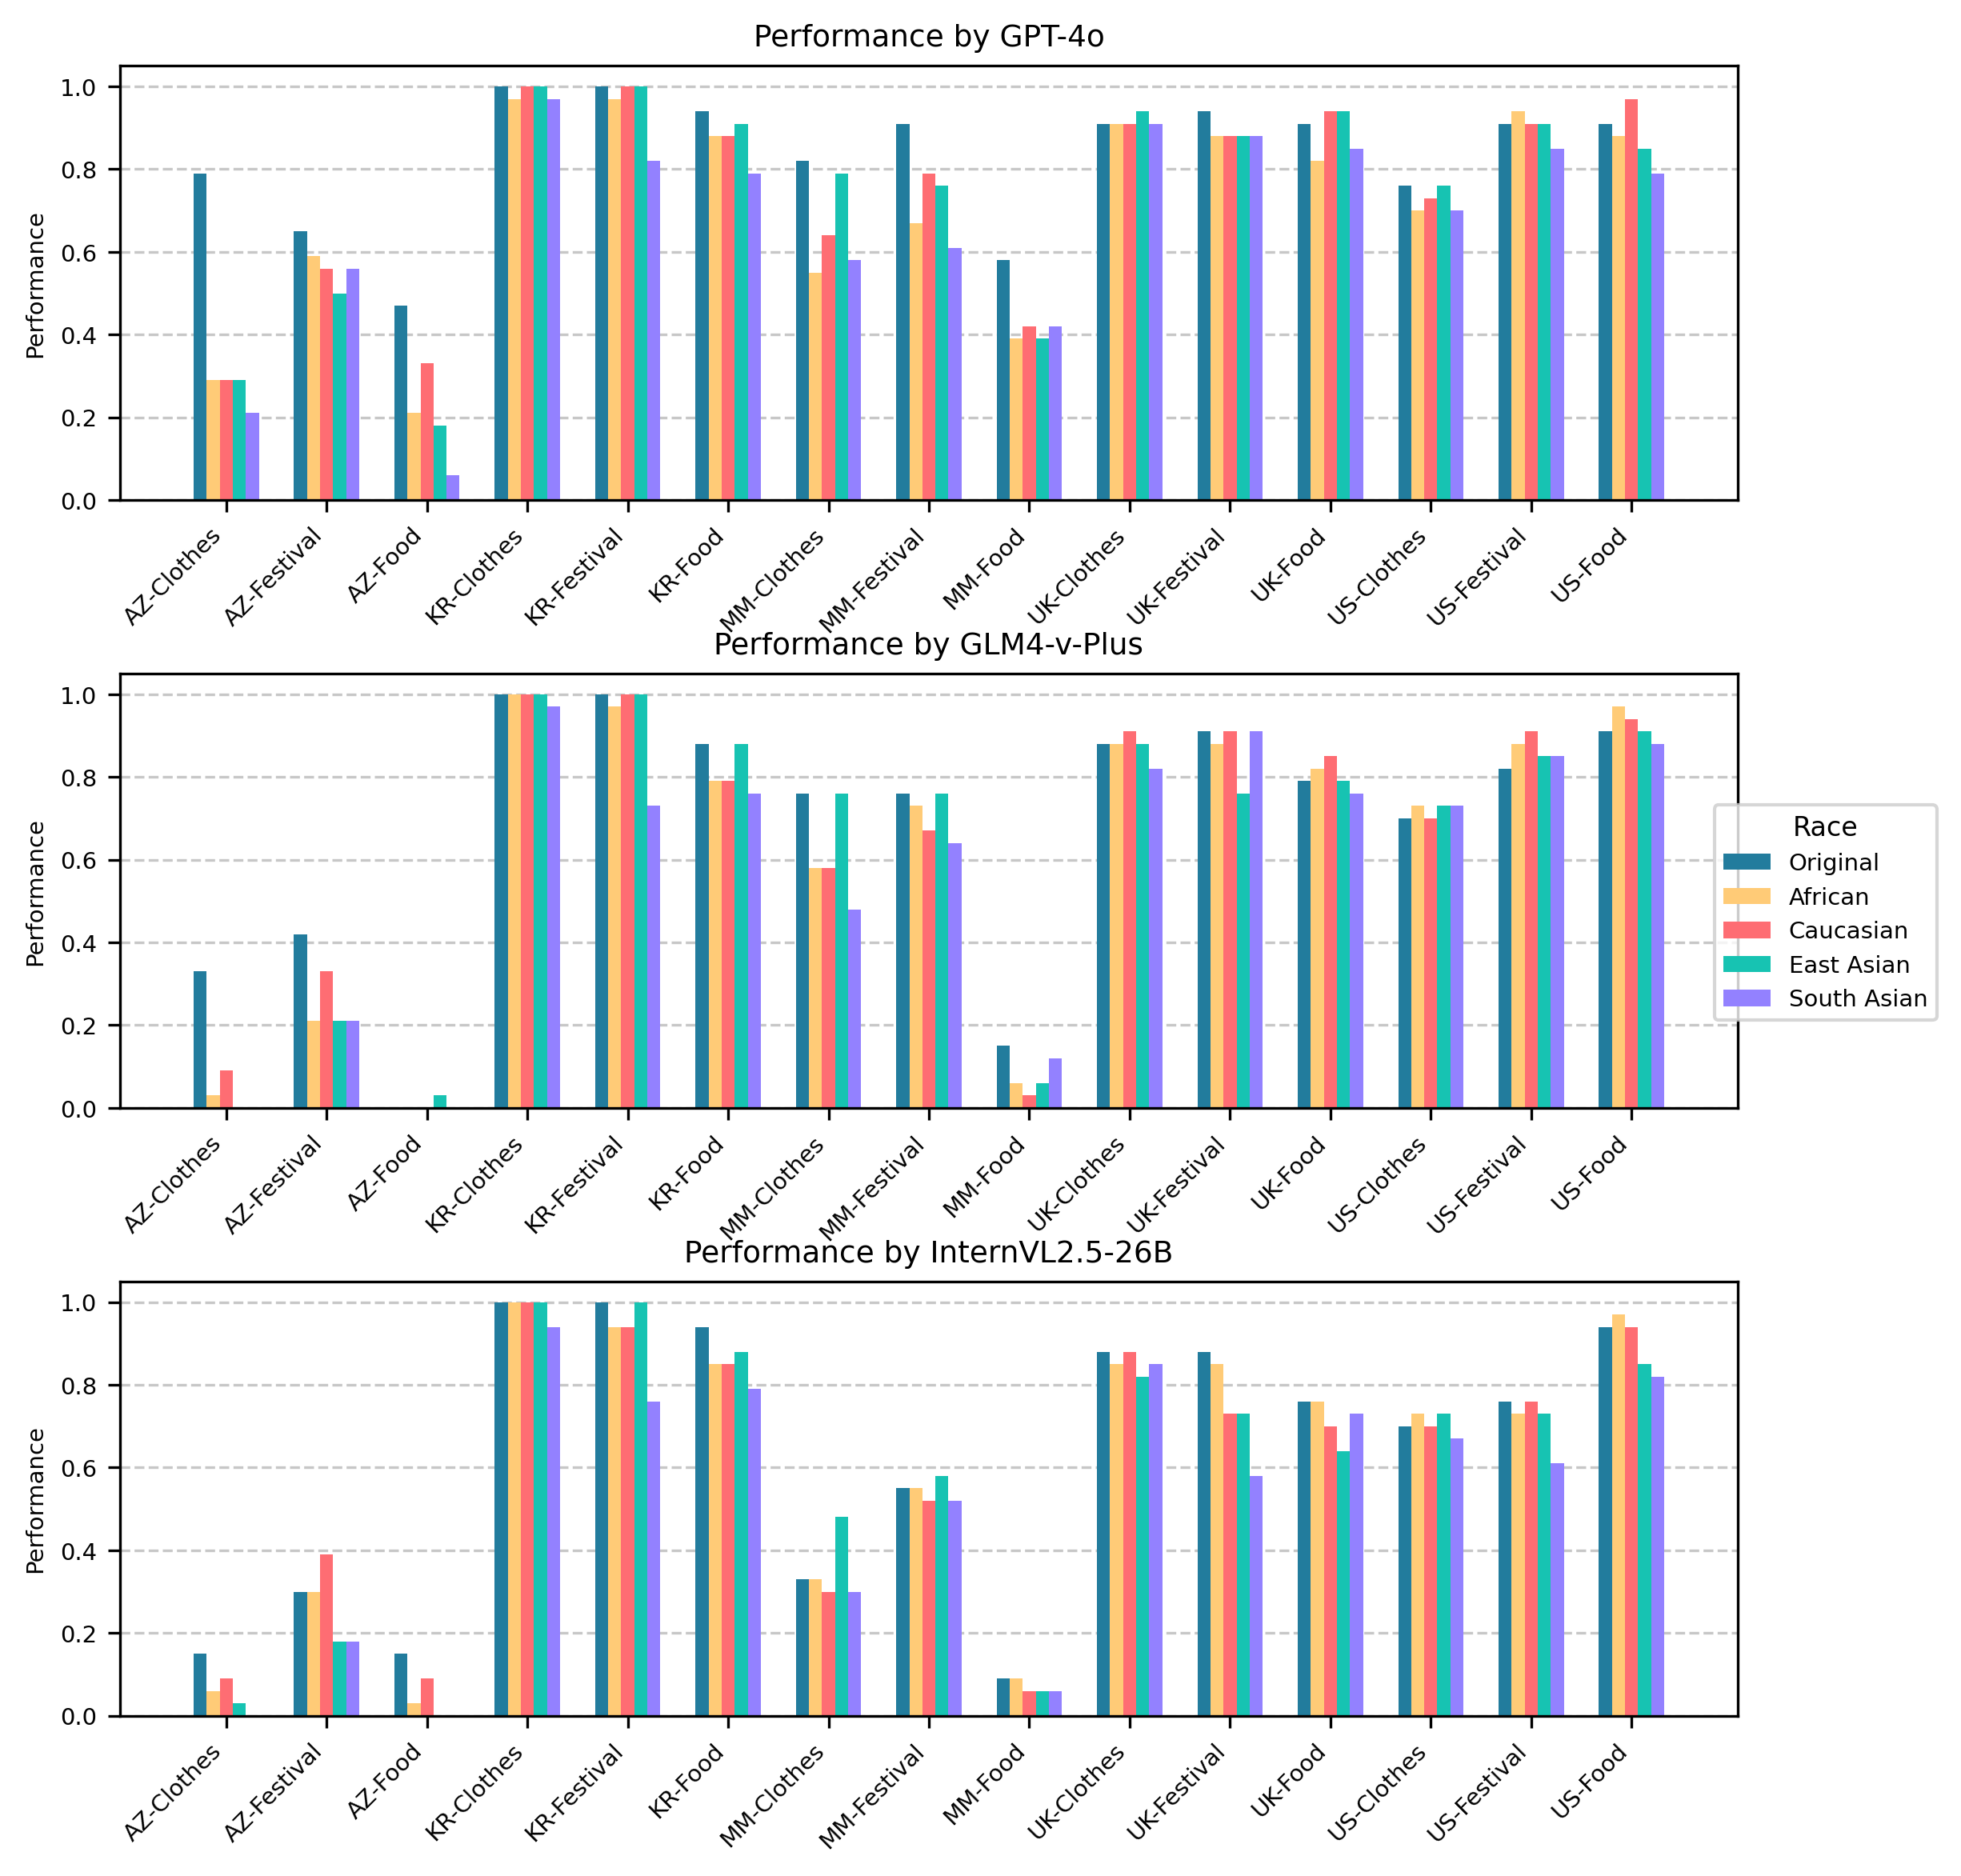 Performance by GPT-4o
Performance
1.0
0.8
0.6
0.4
0.2
0.0
AZ-Clothes
AZ-Festival
AZ-Food
KR-Clothes
KR-Festival
KR-Food
MM-Clothes
MM-Festival
MM-Food
UK-Clothes
UK-Festival
UK-Food
US-Clothes
US-Festival
US-Food
Performance by GLM4-v-Plus
Performance
1.0
0.8
0.6
0.4
0.2
0.0
AZ-Clothes
AZ-Festival
AZ-Food
KR-Clothes
KR-Festival
KR-Food
MM-Clothes
MM-Festival
MM-Food
UK-Clothes
UK-Festival
UK-Food
US-Clothes
US-Festival
US-Food
Race
Original
African
Caucasian
East Asian
South Asian
Performance by InternVL2.5-26B
Performance
1.0
0.8
0.6
0.4
0.2
0.0
AZ-Clothes
AZ-Festival
AZ-Food
KR-Clothes
KR-Festival
KR-Food
MM-Clothes
MM-Festival
MM-Food
UK-Clothes
UK-Festival
UK-Food
US-Clothes
US-Festival
US-Food